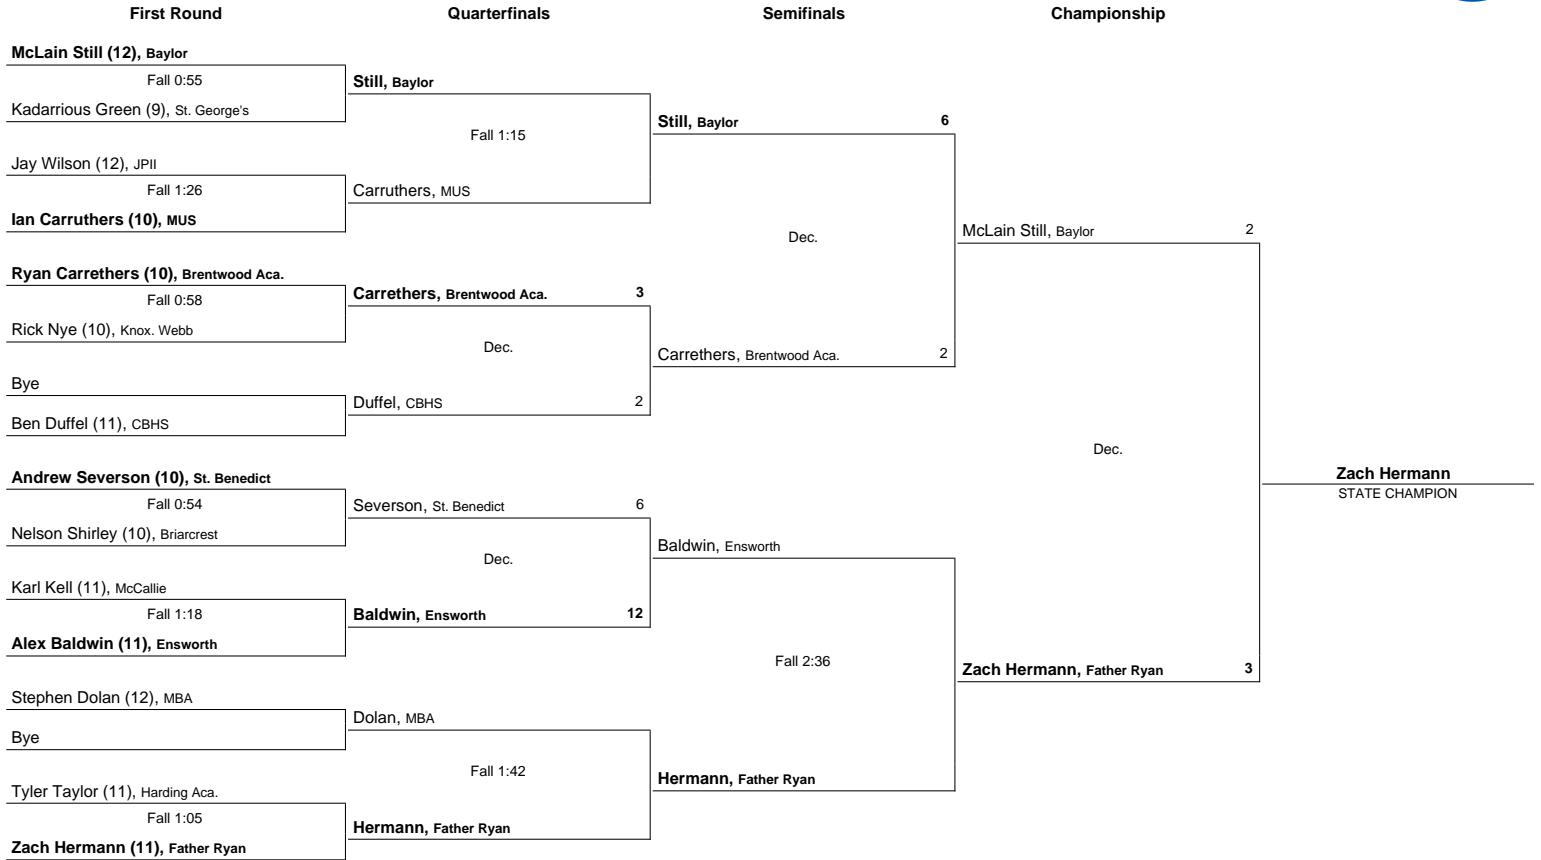 First Round Quarterfinals Semifinals Championship
McLain Still (12), Baylor
Fall 0:55
Kadarrious Green (9), St. George's
Jay Wilson (12), JPII
Fall 1:26
Ian Carruthers (10), MUS
Ryan Carrethers (10), Brentwood Aca.
Fall 0:58
Rick Nye (10), Knox. Webb
Bye
Ben Duffel (11), CBHS
Andrew Severson (10), St. Benedict
Fall 0:54
Nelson Shirley (10), Briarcrest
Karl Kell (11), McCallie
Fall 1:18
Alex Baldwin (11), Ensworth
Stephen Dolan (12), MBA
Bye
Tyler Taylor (11), Harding Aca.
Fall 1:05
Zach Hermann (11), Father Ryan
Still, Baylor
Fall 1:15
Carruthers, MUS
Carrethers, Brentwood Aca. 3
Dec.
Duffel, CBHS 2
Severson, St. Benedict 6
Dec.
Baldwin, Ensworth 12
Dolan, MBA
Fall 1:42
Hermann, Father Ryan
Still, Baylor 6
Dec.
Carrethers, Brentwood Aca. 2
Baldwin, Ensworth
Fall 2:36
Hermann, Father Ryan
McLain Still, Baylor 2
Dec.
Zach Hermann, Father Ryan 3
Zach Hermann
STATE CHAMPION